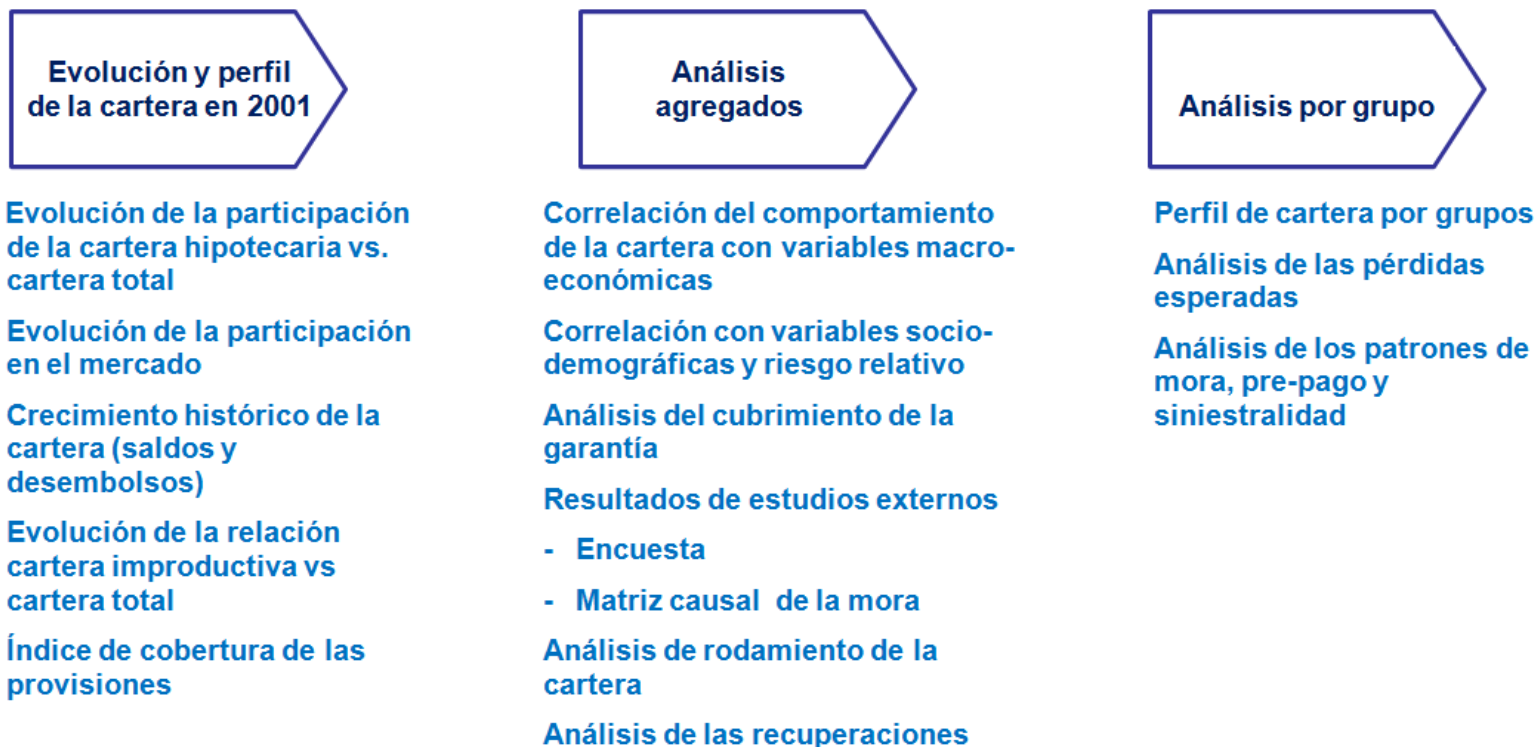 Evolución y perfil
de la cartera en 2001
Evolución de la participación
de la cartera hipotecaria vs.
cartera total
Evolución de la participación
en el mercado
Crecimiento histórico de la
cartera (saldos y
desembolsos)
Evolución de la relación
cartera improductiva vs
cartera total
Índice de cobertura de las
provisiones
Análisis
agregados
Correlación del comportamiento
de la cartera con variables macro-
económicas
Correlación con variables socio-
demográficas y riesgo relativo
Análisis del cubrimiento de la
garantía
Resultados de estudios externos
- Encuesta
- Matriz causal de la mora
Análisis de rodamiento de la
cartera
Análisis de las recuperaciones
Análisis por grupo
Perfil de cartera por grupos
Análisis de las pérdidas
esperadas
Análisis de los patrones de
mora, pre-pago y
siniestralidad